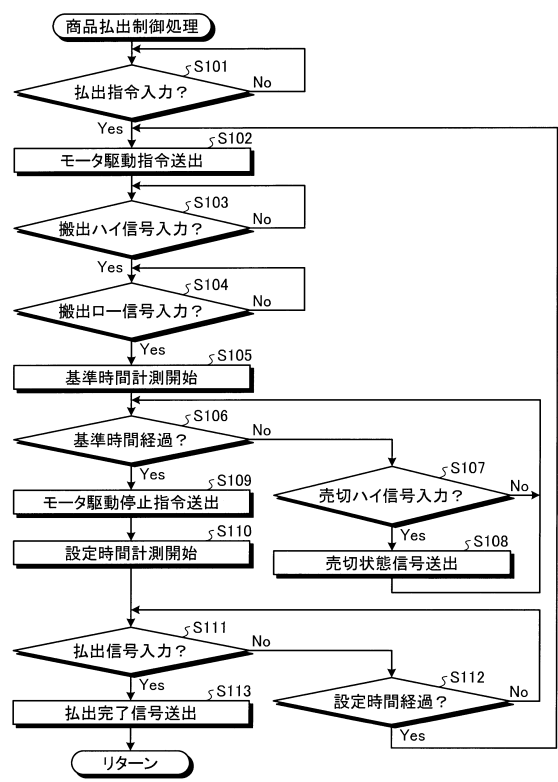 商品払出制御処理
S101
払出指令入力？
No
Yes
S102
モータ駆動指令送出
S103
搬出ハイ信号入力？
No
Yes
S104
搬出ロー信号入力？
No
Yes
S105
基準時間計測開始
S106
基準時間経過？
No
Yes
S107
売切ハイ信号入力？
No
Yes
S108
売切状態信号送出
S109
モータ駆動停止指令送出
S110
設定時間計測開始
S111
払出信号入力？
No
Yes
S112
設定時間経過？
No
Yes
S113
払出完了信号送出
リターン